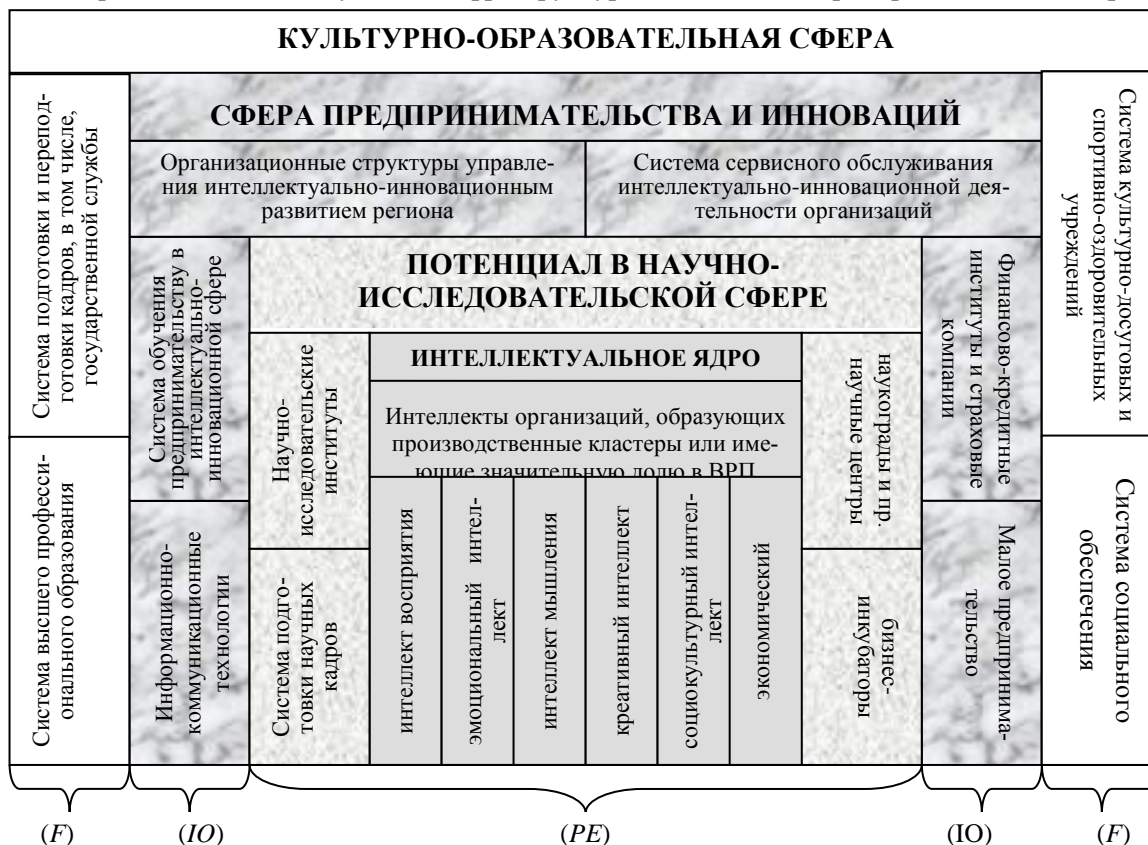 КУЛЬТУРНО-ОБРАЗОВАТЕЛЬНАЯ СФЕРА
Система подготовки и перепод-
готовки кадров, в том числе,
государственной службы
СФЕРА ПРЕДПРИНИМАТЕЛЬСТВА И ИННОВАЦИЙ
Система культурно-досуговых и
спортивно-оздоровительных
учреждений
Организационные структуры управле-
ния интеллектуально-инновационным
развитием региона
Система сервисного обслуживания
интеллектуально-инновационной дея-
тельности организаций
Система обучения
предпринимательству в
интеллектуально-
инновационной сфере
ПОТЕНЦИАЛ В НАУЧНО-
ИССЛЕДОВАТЕЛЬСКОЙ СФЕРЕ
Финансово-кредитные
институты и страховые
компании
Научно-
исследовательские
институты
ИНТЕЛЛЕКТУАЛЬНОЕ ЯДРО
Интеллекты организаций, образующих
производственные кластеры или име-
ющие значительную долю в ВРП
наукограды и пр.
научные центры
Система высшего професси-
онального образования
Информационно-
коммуникационные
технологии
Система подго-
товки научных
кадров
интеллект восприятия
эмоциональный интел-
лект
интеллект мышления
креативный интеллект
социокультурный интел-
лект
экономический
бизнес-
инкубаторы
Малое предпринима-
тельство
Система социального
обеспечения
(F)
(IO)
(PE)
(IO)
(F)